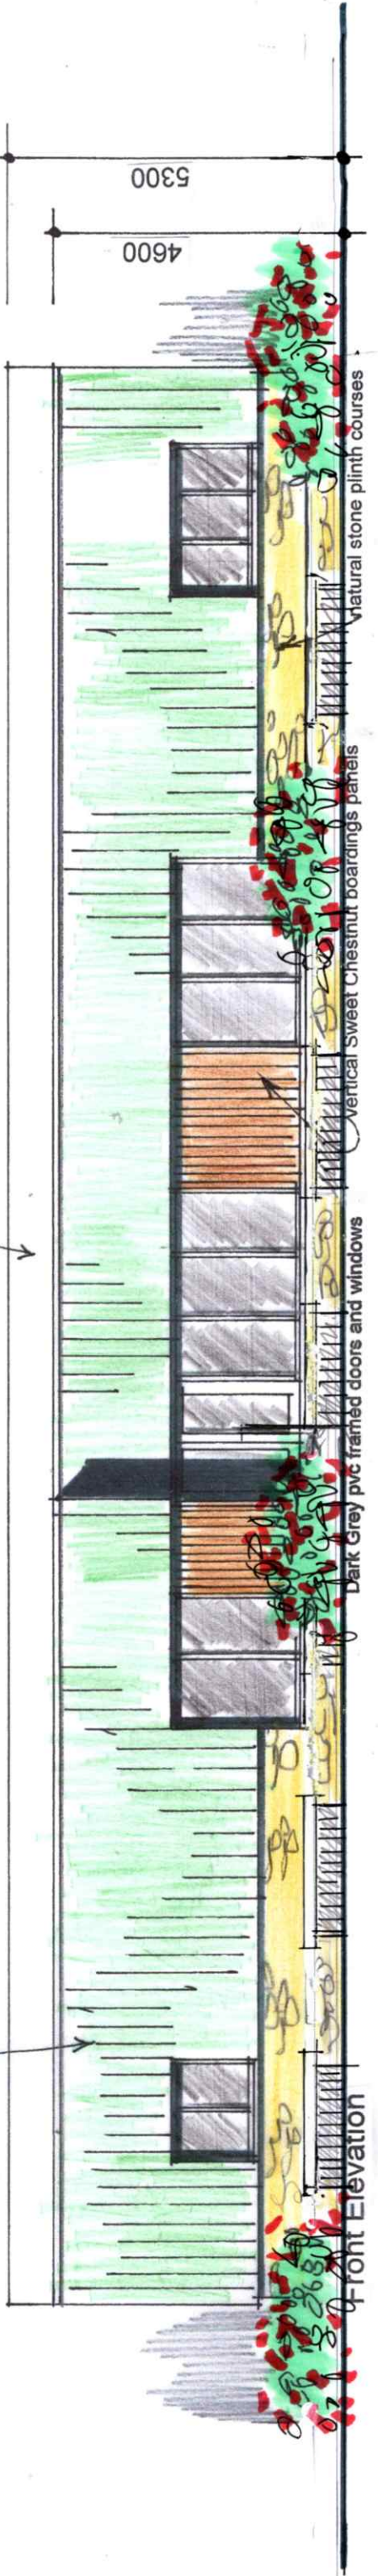 5300
4600
natural stone plinth courses
Vertical Sweet Chesnut boardings panels
Dark Grey pvc framed doors and windows
Front Elevation